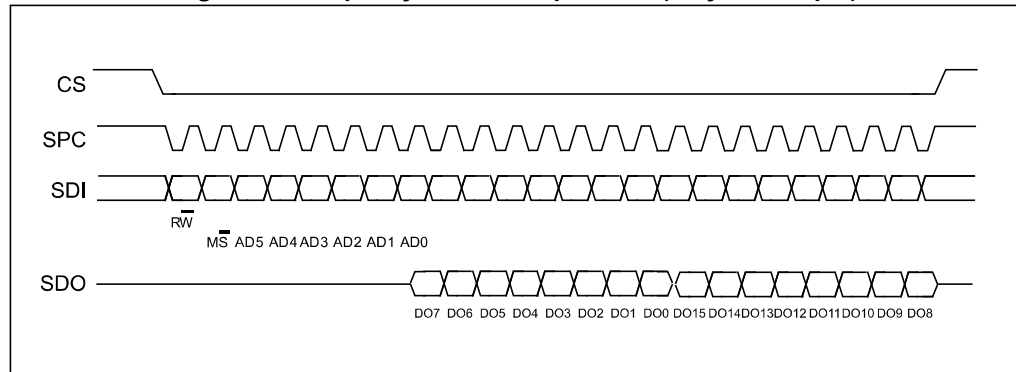 CS
SPC
SDI
RW
MS AD5 AD4 AD3 AD2 AD1 AD0
SDO
DO7 DO6 DO5 DO4 DO3 DO2 DO1 DO0 DO15 DO14 DO13 DO12 DO11 DO10 DO9 DO8